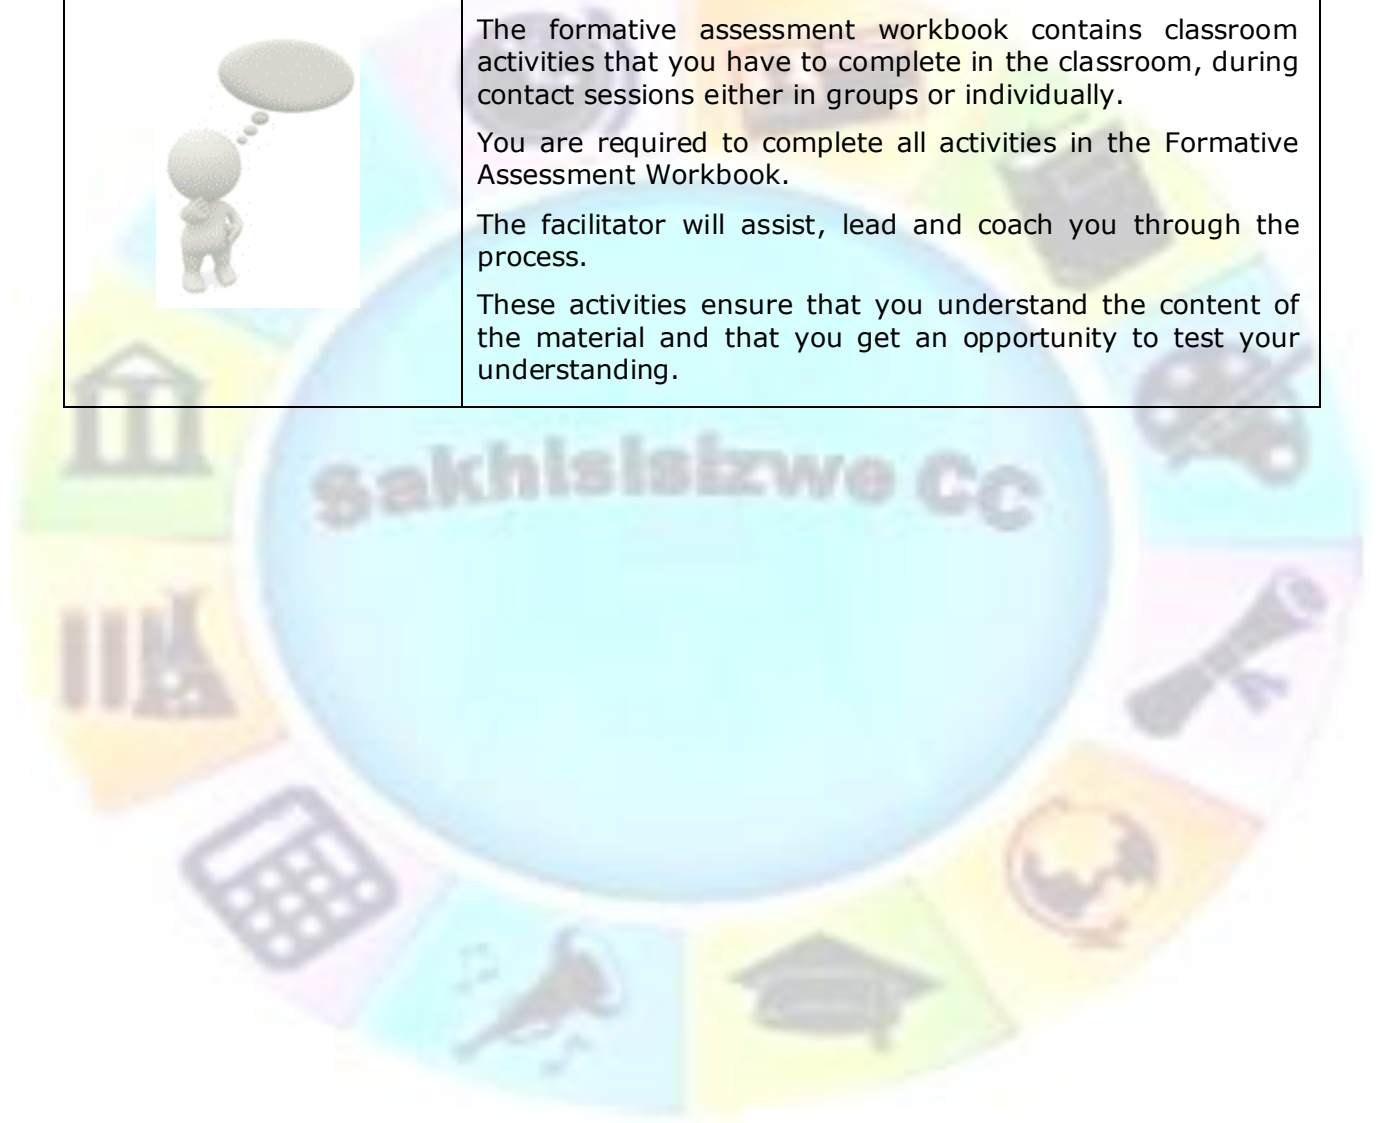 The formative assessment workbook contains classroom
activities that you have to complete in the classroom, during
contact sessions either in groups or individually.
You are required to complete all activities in the Formative
Assessment Workbook.
The facilitator will assist, lead and coach you through the
process.
These activities ensure that you understand the content of
the material and that you get an opportunity to test your
understanding.
Sakhisisizwe Cc